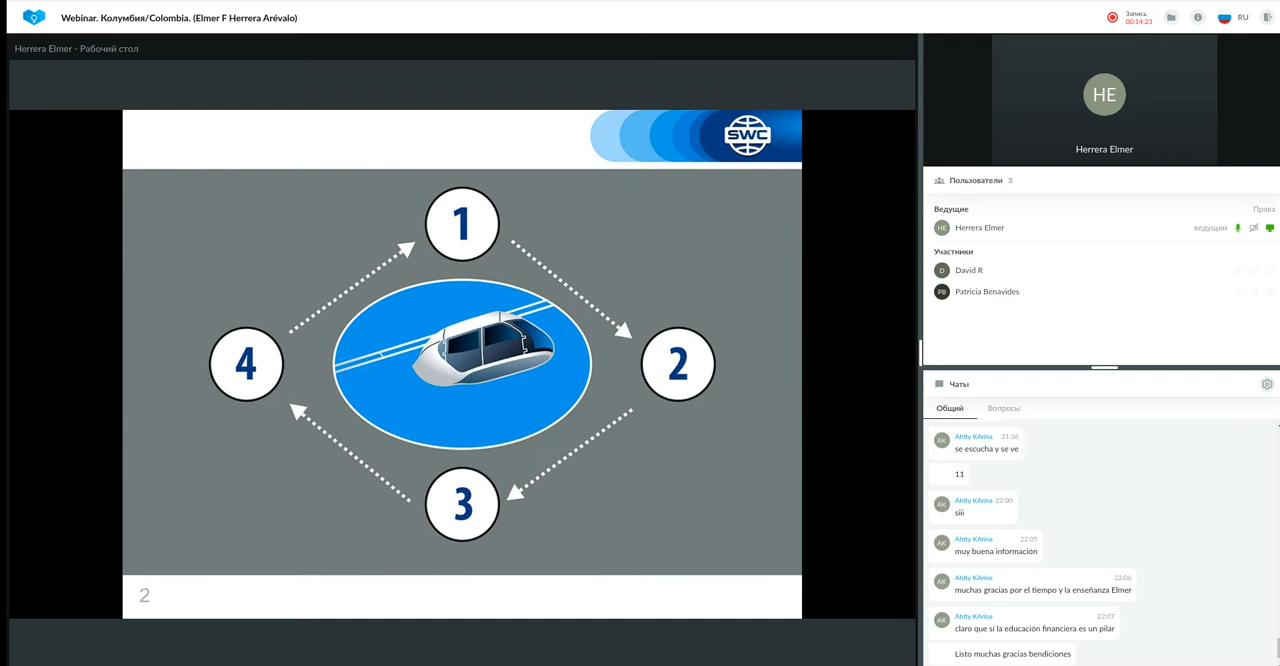 Webinar. Колумбия/Colombia. (Elmer F Herrera Arévalo)
Запись
00:14:23
RU
Herrera Elmer - Рабочий стол
SWC
1
2
3
4
2
HE
Herrera Elmer
Пользователи 3
Ведущие Права
HE Herrera Elmer ведущий
Участники
D David R
PB Patricia Benavides
Чаты
Общий Вопросы
AK Ahtty KArina 21:36
se escucha y se ve
11
AK Ahtty KArina 22:00
siii
AK Ahtty KArina 22:05
muy buena información
AK Ahtty KArina 22:06
muchas gracias por el tiempo y la enseñanza Elmer
AK Ahtty KArina 22:07
claro que sí la educación financiera es un pilar
Listo muchas gracias bendiciones